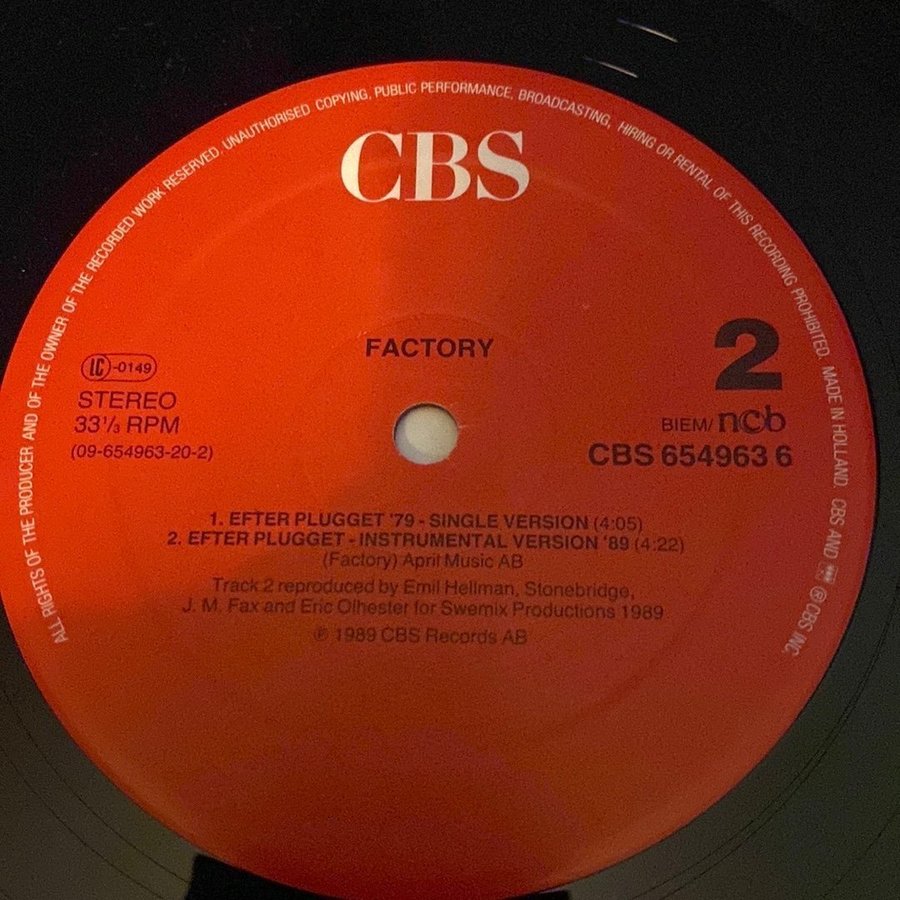 ALL RIGHTS OF THE PRODUCER AND OF THE OWNER OF THE RECORDED WORK RESERVED. UNAUTHORISED COPYING, PUBLIC PERFORMANCE, BROADCASTING, HIRING OR RENTAL OF THIS RECORDING PROHIBITED. MADE IN HOLLAND. CBS AND ℗ CBS INC.
CBS
FACTORY
2
LC-0149
STEREO
33⅓ RPM
(09-654963-20-2)
BIEM/ncb
CBS 654963 6
1. EFTER PLUGGET '79 - SINGLE VERSION (4:05)
2. EFTER PLUGGET - INSTRUMENTAL VERSION '89 (4:22)
(Factory) April Music AB
Track 2 reproduced by Emil Hellman, Stonebridge,
J. M. Fax and Eric Olhester for Swemix Productions 1989
℗ 1989 CBS Records AB